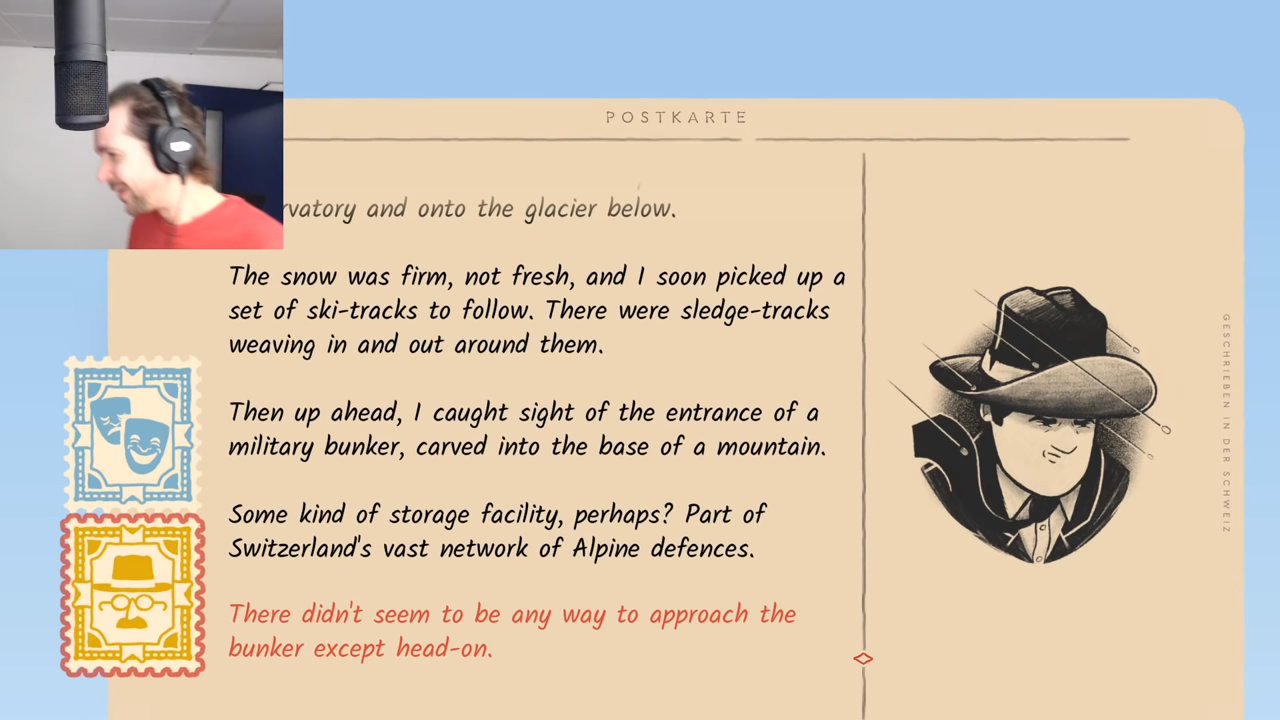 POSTKARTE
rvatory and onto the glacier below.
The snow was firm, not fresh, and I soon picked up a
set of ski-tracks to follow. There were sledge-tracks
weaving in and out around them.
Then up ahead, I caught sight of the entrance of a
military bunker, carved into the base of a mountain.
Some kind of storage facility, perhaps? Part of
Switzerland's vast network of Alpine defences.
There didn't seem to be any way to approach the
bunker except head-on.
GESCHRIEBEN IN DER SCHWEIZ